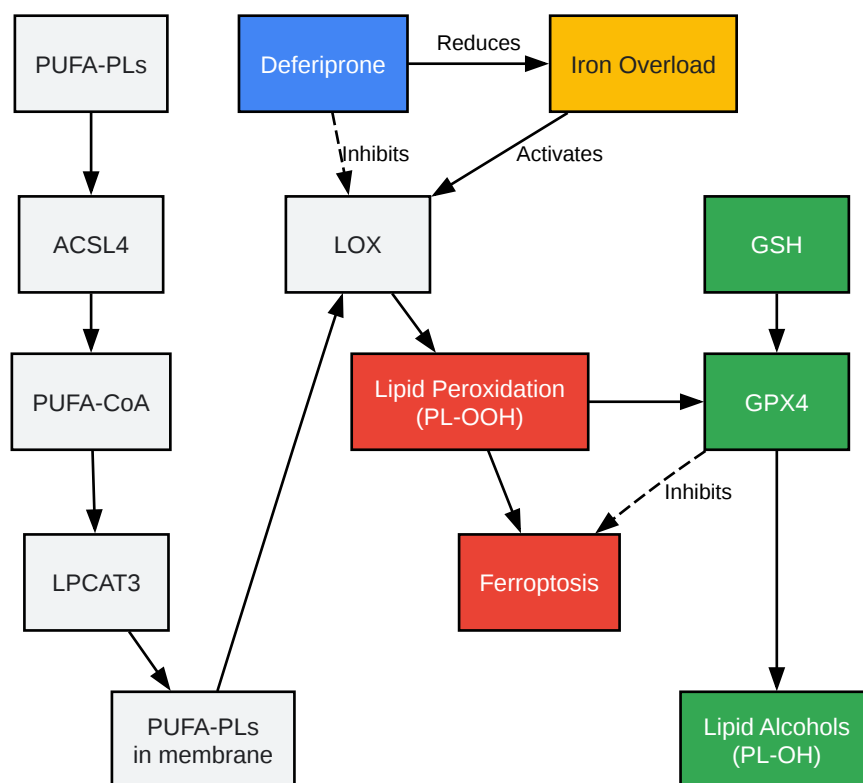 PUFA-PLs
Deferiprone
Reduces
Iron Overload
Inhibits
Activates
ACSL4
LOX
GSH
PUFA-CoA
Lipid Peroxidation
(PL-OOH)
GPX4
Inhibits
LPCAT3
Ferroptosis
PUFA-PLs
in membrane
Lipid Alcohols
(PL-OH)